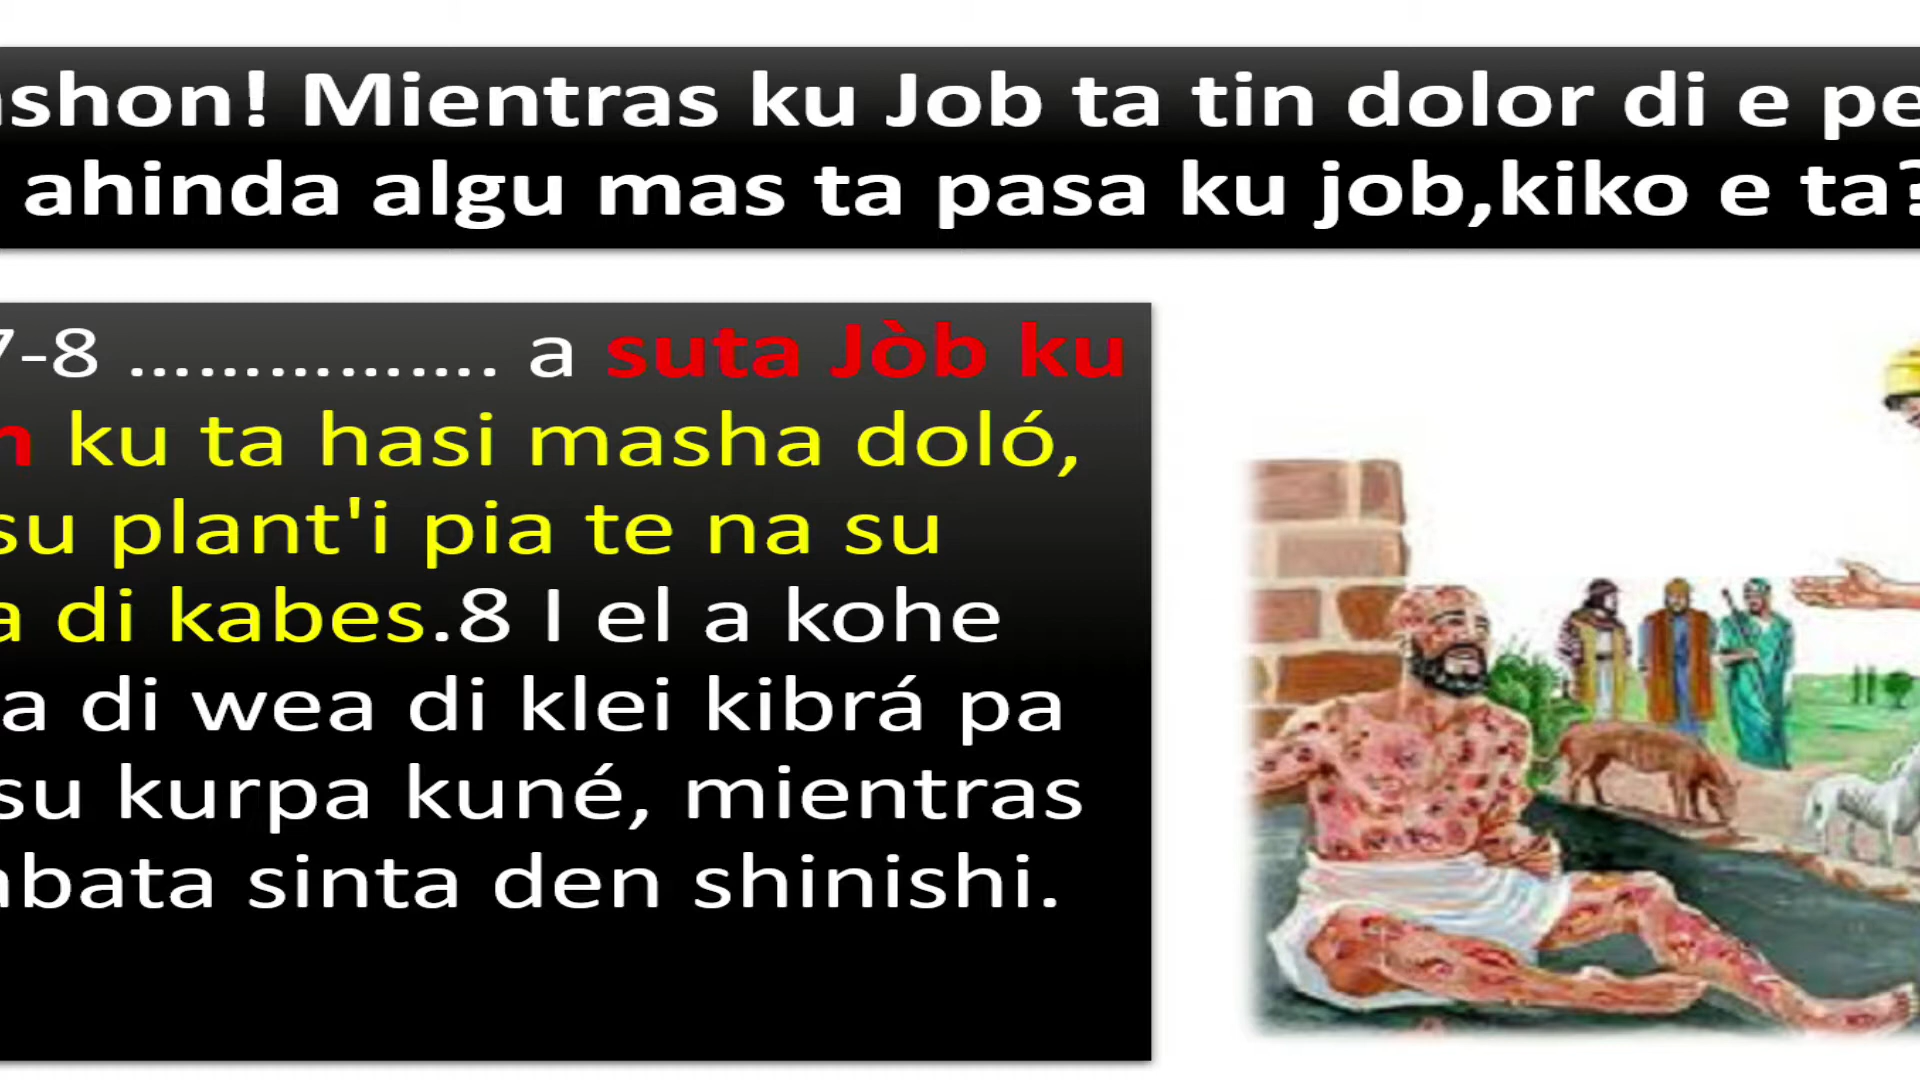 shon! Mientras ku Job ta tin dolor di e pe
ahinda algu mas ta pasa ku job,kiko e ta?
7-8 ................ a suta Jòb ku
n ku ta hasi masha doló,
su plant'i pia te na su
a di kabes.8 I el a kohe
a di wea di klei kibrá pa
su kurpa kuné, mientras
abata sinta den shinishi.